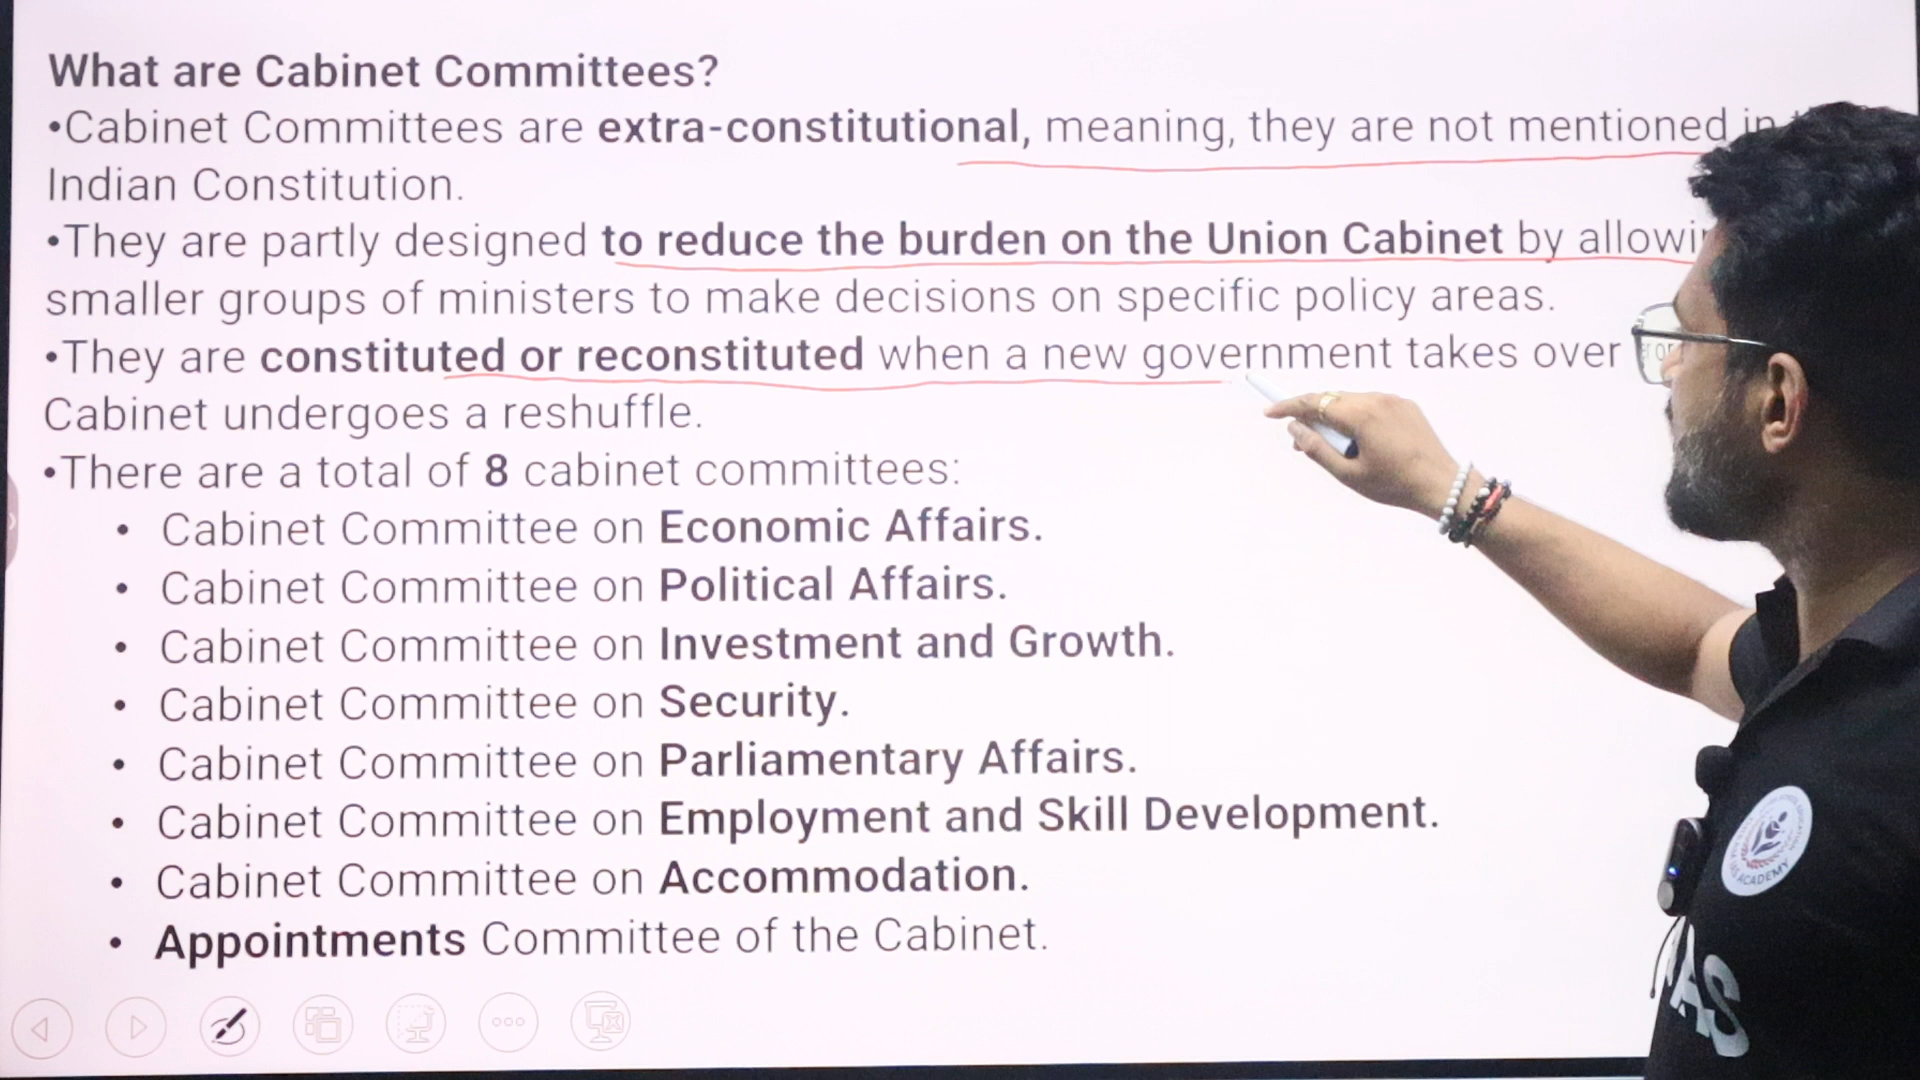 What are Cabinet Committees?
•Cabinet Committees are extra-constitutional, meaning, they are not mentioned in
Indian Constitution.
•They are partly designed to reduce the burden on the Union Cabinet by
smaller groups of ministers to make decisions on specific policy areas.
•They are constituted or reconstituted when a new government takes over or
Cabinet undergoes a reshuffle.
•There are a total of 8 cabinet committees:
• Cabinet Committee on Economic Affairs.
• Cabinet Committee on Political Affairs.
• Cabinet Committee on Investment and Growth.
• Cabinet Committee on Security.
• Cabinet Committee on Parliamentary Affairs.
• Cabinet Committee on Employment and Skill Development.
• Cabinet Committee on Accommodation.
• Appointments Committee of the Cabinet.
ACADEMY